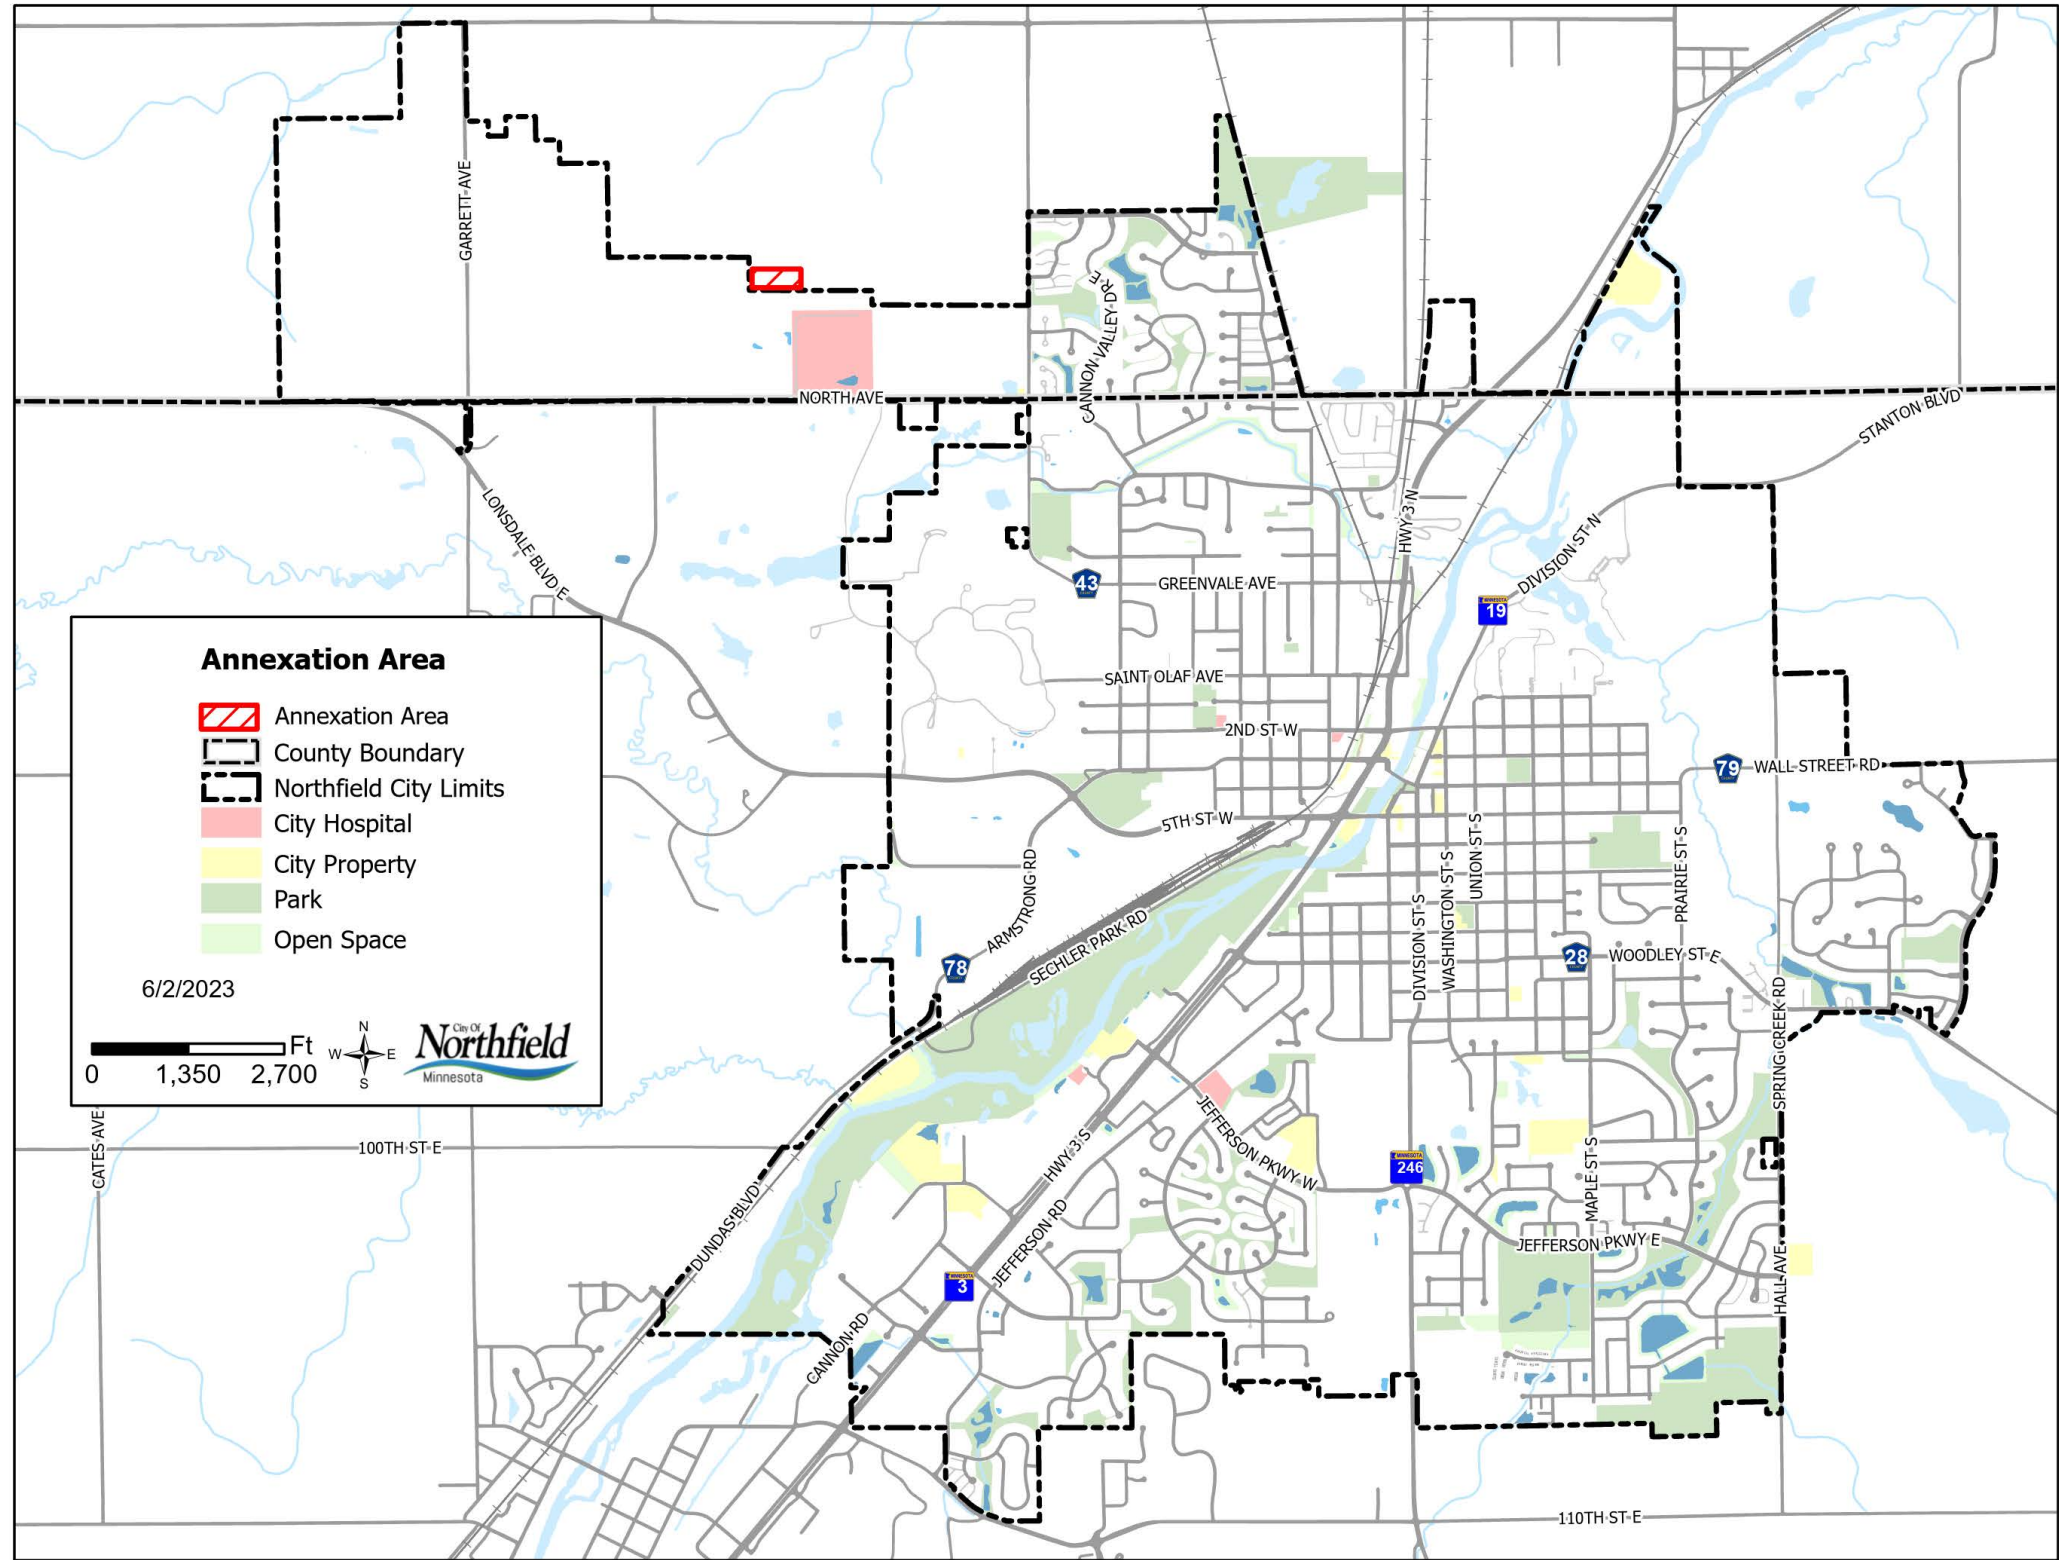 GARRETT AVE
CANNON VALLEY DR E
NORTH AVE
STANTON BLVD
LONSDALE BLVD E
HWY 3 N
DIVISION ST N
43
GREENVALE AVE
MINNESOTA
19
SAINT OLAF AVE
2ND ST W
79
WALL STREET RD
5TH ST W
ARMSTRONG RD
SECHLER PARK RD
78
DIVISION ST S
WASHINGTON ST S
UNION ST S
PRAIRIE ST S
28
WOODLEY ST E
SPRING CREEK RD
Annexation Area
Annexation Area
County Boundary
Northfield City Limits
City Hospital
City Property
Park
Open Space
6/2/2023
Ft
0 1,350 2,700
N
W E
S
City Of
Northfield
Minnesota
CATES AVE
100TH ST E
DUNDAS BLVD
HWY 3 S
JEFFERSON RD
JEFFERSON PKWY W
MINNESOTA
246
MAPLE ST S
JEFFERSON PKWY E
HALL AVE
MINNESOTA
3
CANNON RD
110TH ST E